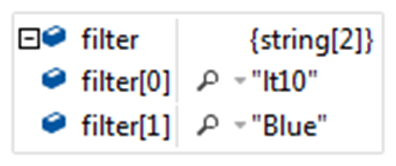 filter {string[2]}
filter[0] "lt10"
filter[1] "Blue"